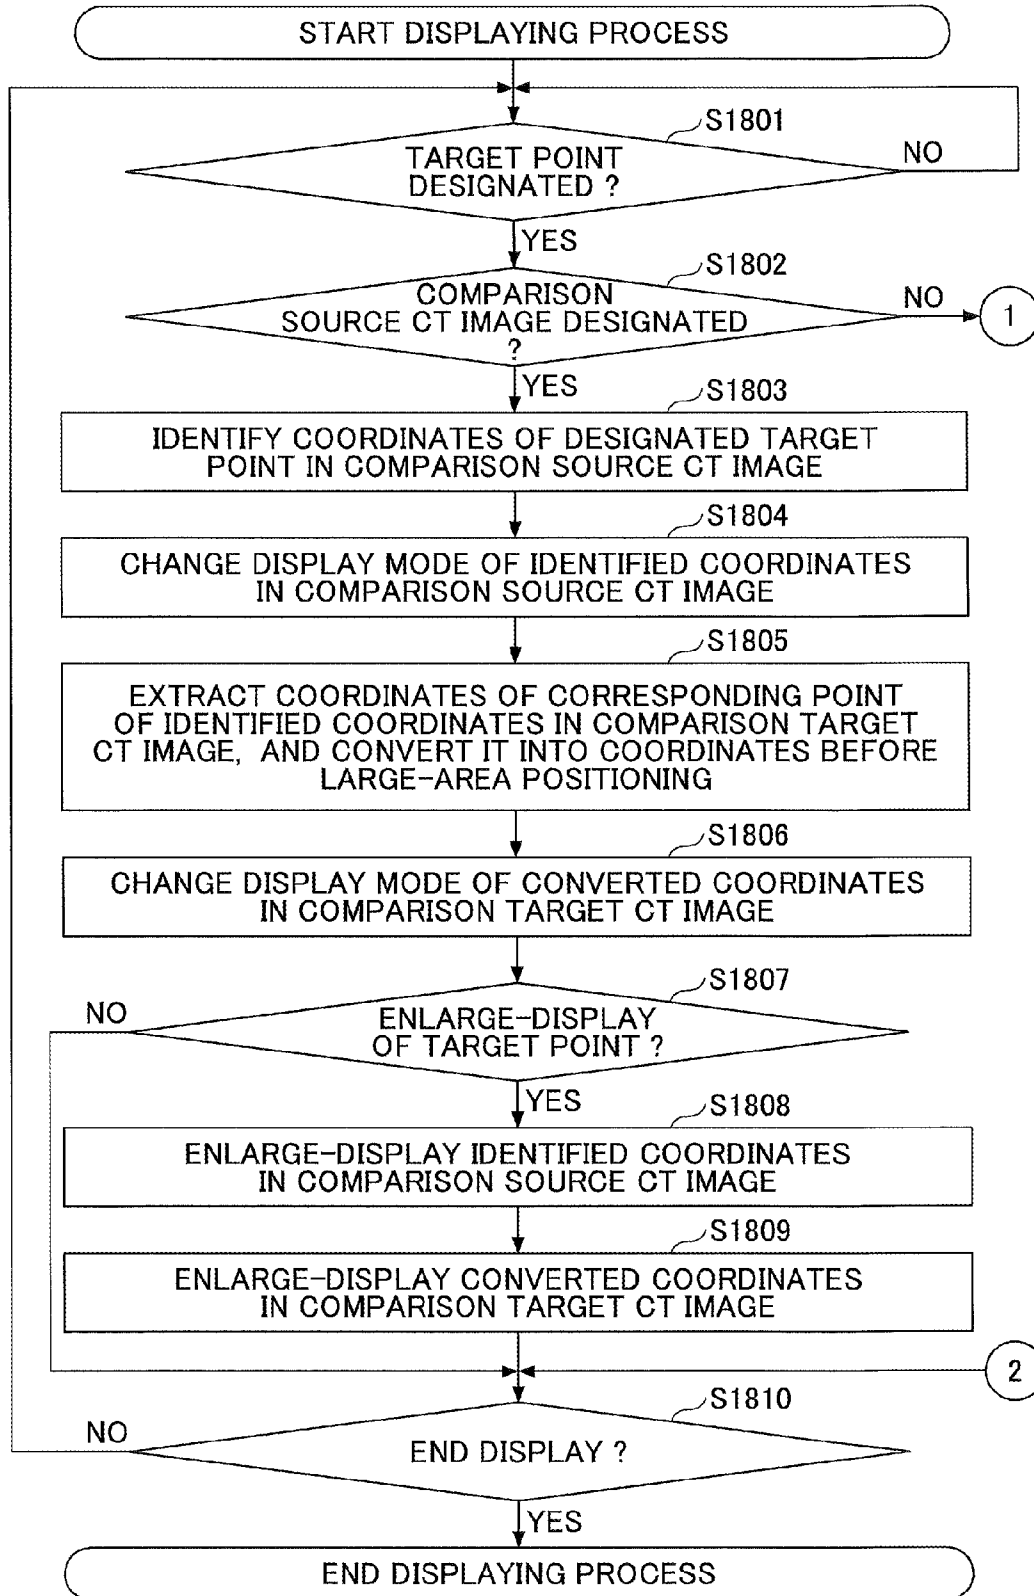 START DISPLAYING PROCESS
S1801
TARGET POINT
DESIGNATED ?
NO
YES
S1802
COMPARISON
SOURCE CT IMAGE DESIGNATED
?
NO
1
YES
S1803
IDENTIFY COORDINATES OF DESIGNATED TARGET
POINT IN COMPARISON SOURCE CT IMAGE
S1804
CHANGE DISPLAY MODE OF IDENTIFIED COORDINATES
IN COMPARISON SOURCE CT IMAGE
S1805
EXTRACT COORDINATES OF CORRESPONDING POINT
OF IDENTIFIED COORDINATES IN COMPARISON TARGET
CT IMAGE, AND CONVERT IT INTO COORDINATES BEFORE
LARGE-AREA POSITIONING
S1806
CHANGE DISPLAY MODE OF CONVERTED COORDINATES
IN COMPARISON TARGET CT IMAGE
S1807
NO
ENLARGE-DISPLAY
OF TARGET POINT ?
YES
S1808
ENLARGE-DISPLAY IDENTIFIED COORDINATES
IN COMPARISON SOURCE CT IMAGE
S1809
ENLARGE-DISPLAY CONVERTED COORDINATES
IN COMPARISON TARGET CT IMAGE
2
S1810
NO
END DISPLAY ?
YES
END DISPLAYING PROCESS